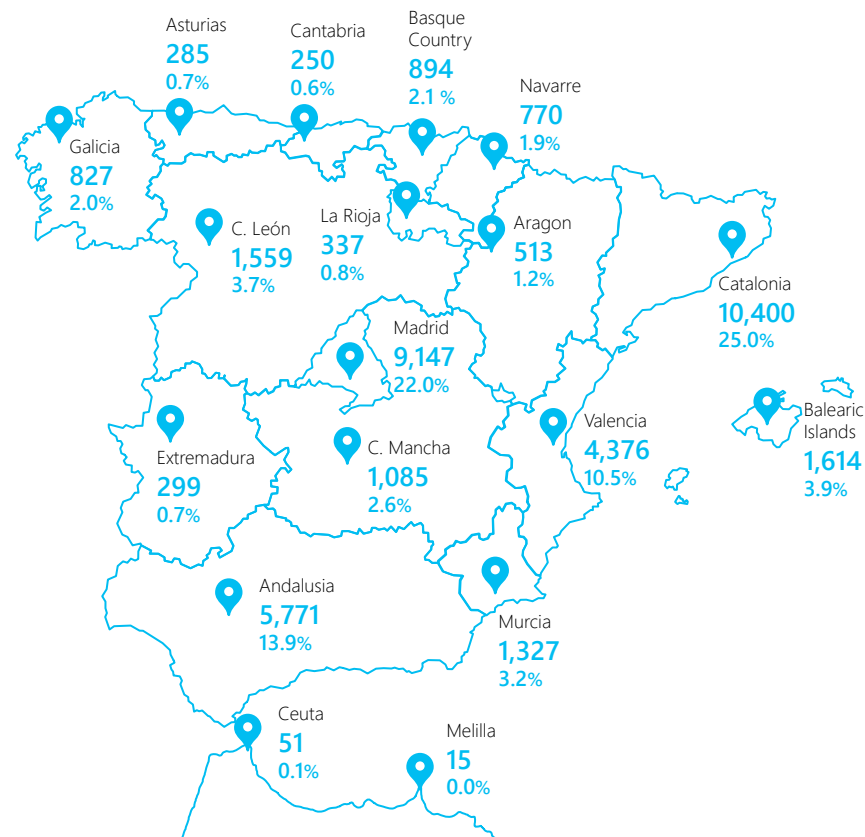 Asturias
285
0.7%
Cantabria
250
0.6%
Basque
Country
894
2.1 %
Navarre
770
1.9%
Galicia
827
2.0%
C. León
1,559
3.7%
La Rioja
337
0.8%
Aragon
513
1.2%
Catalonia
10,400
25.0%
Madrid
9,147
22.0%
Balearic
Islands
1,614
3.9%
Extremadura
299
0.7%
C. Mancha
1,085
2.6%
Valencia
4,376
10.5%
Andalusia
5,771
13.9%
Murcia
1,327
3.2%
Ceuta
51
0.1%
Melilla
15
0.0%